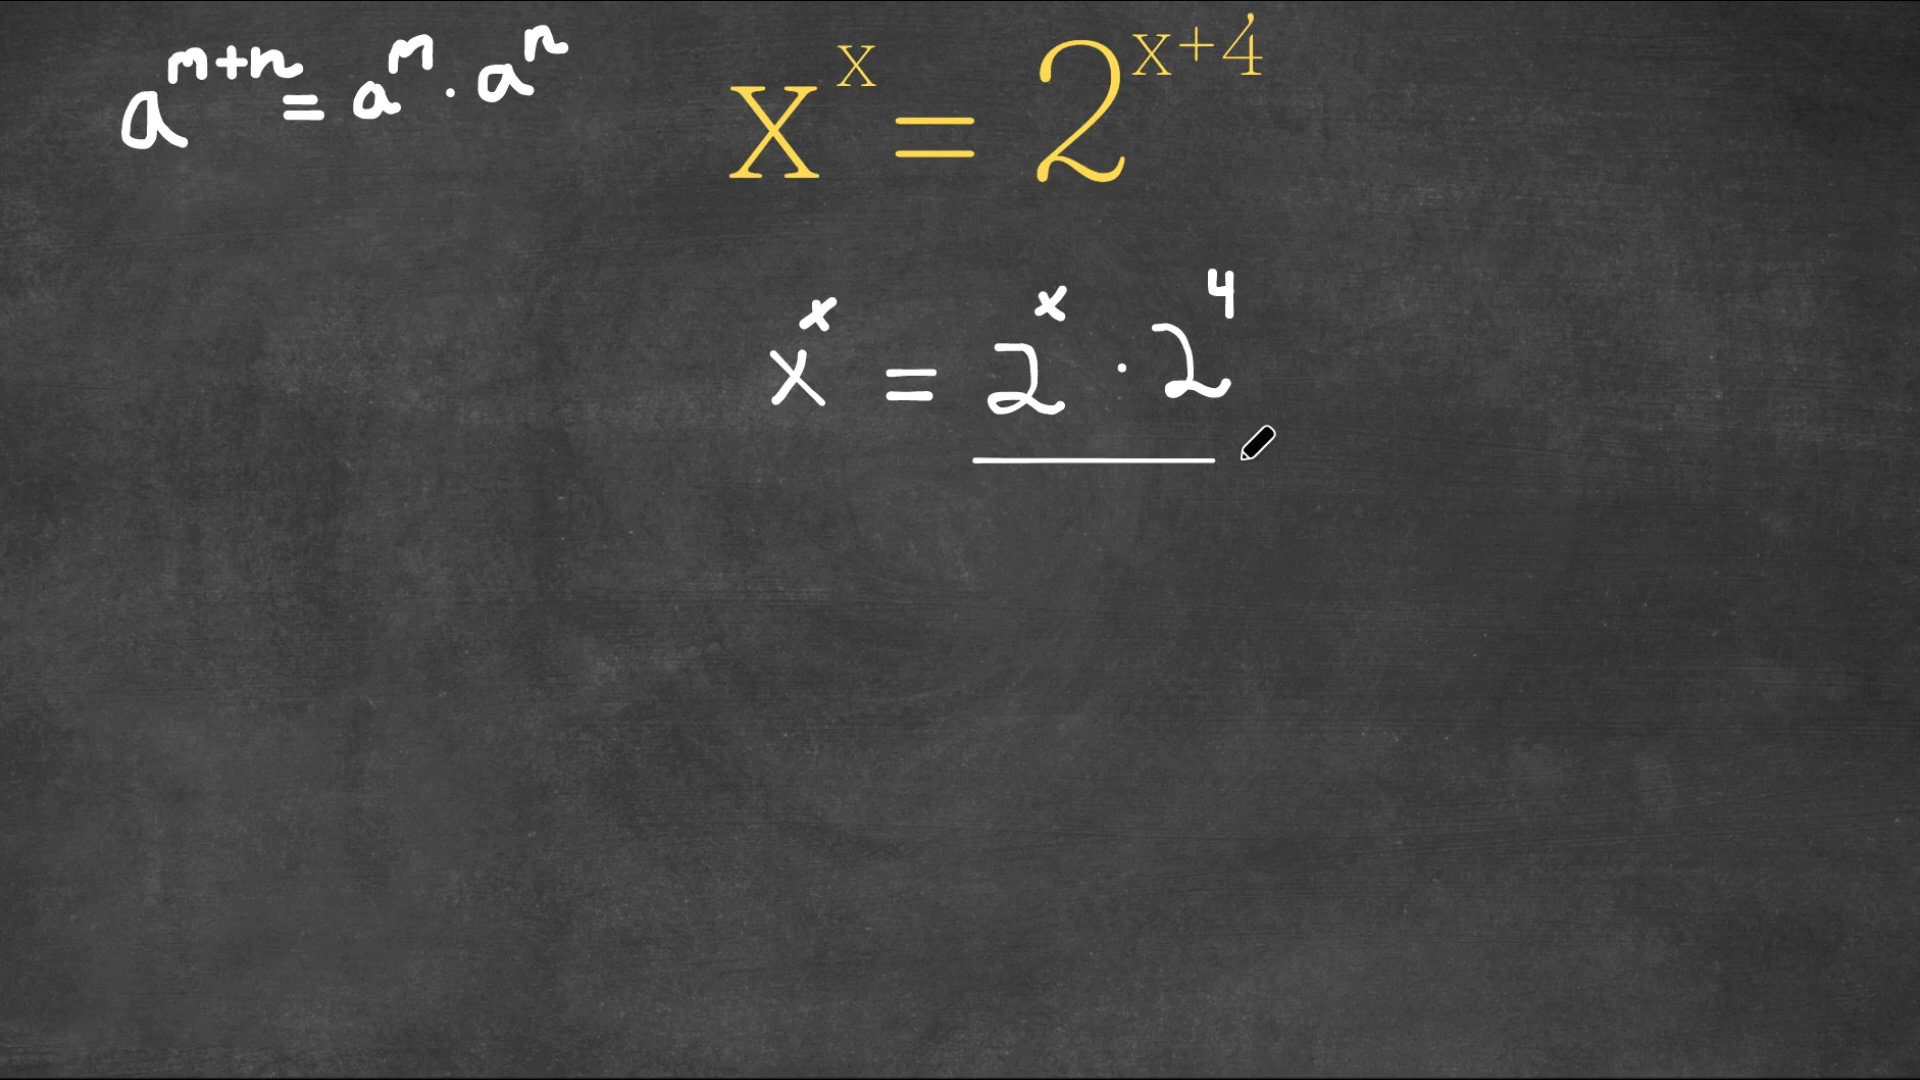 a^{m+n} = a^m · a^n
x^x = 2^{x+4}
x^x = 2^x · 2^4